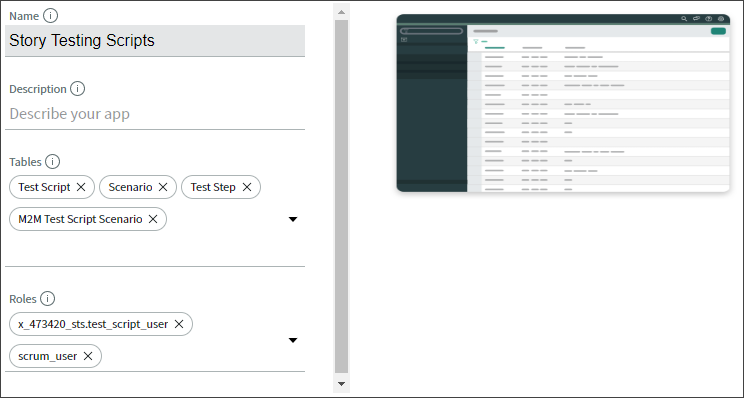 Name
Story Testing Scripts
Description
Describe your app
Tables
Test Script Scenario Test Step
M2M Test Script Scenario
Roles
x_473420_sts.test_script_user
scrum_user